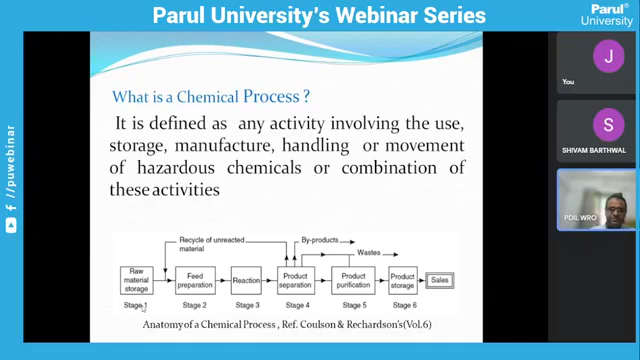 Parul University's Webinar Series
Parul®
University
What is a Chemical Process ?
It is defined as any activity involving the use,
storage, manufacture, handling or movement
of hazardous chemicals or combination of
these activities
Recycle of unreacted
material
By-products
Wastes
Raw
material
storage
Feed
preparation
Reaction
Product
separation
Product
purification
Product
storage
Sales
Stage 1
Stage 2
Stage 3
Stage 4
Stage 5
Stage 6
Anatomy of a Chemical Process , Ref. Coulson & Rechardson's (Vol.6)
/puwebinar
J
You
S
SHIVAM BARTHWAL
PDIL WRO